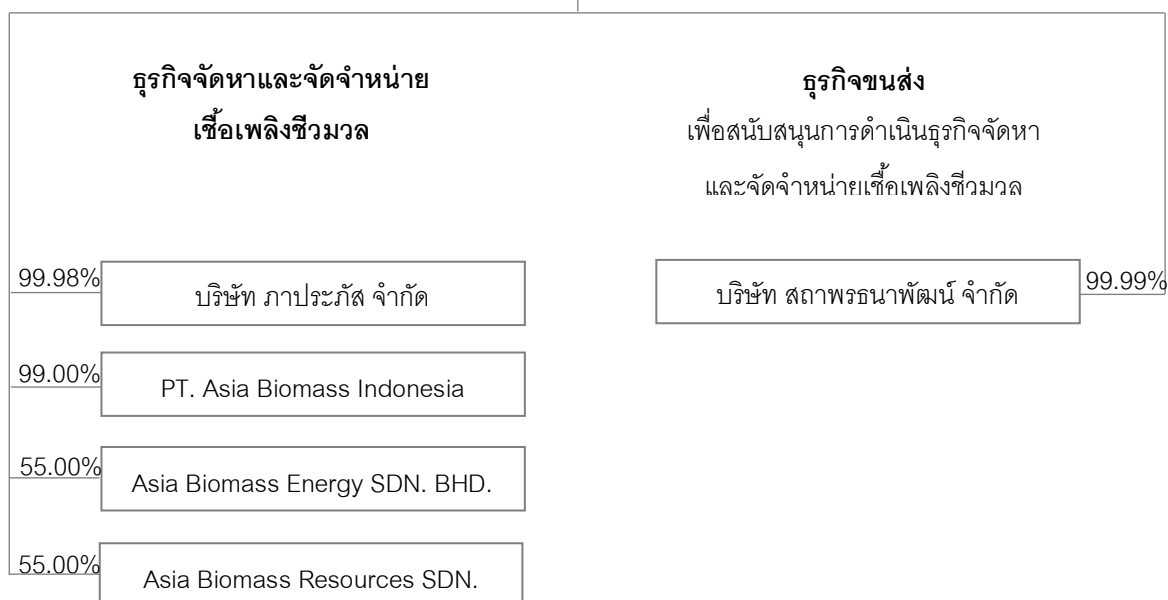 ธุรกิจจัดหาและจัดจำหน่าย
เชื้อเพลิงชีวมวล
99.98%
บริษัท ภาประภัส จำกัด
99.00%
PT. Asia Biomass Indonesia
55.00%
Asia Biomass Energy SDN. BHD.
55.00%
Asia Biomass Resources SDN.
ธุรกิจขนส่ง
เพื่อสนับสนุนการดำเนินธุรกิจจัดหา
และจัดจำหน่ายเชื้อเพลิงชีวมวล
บริษัท สถาพรธนาพัฒน์ จำกัด
99.99%